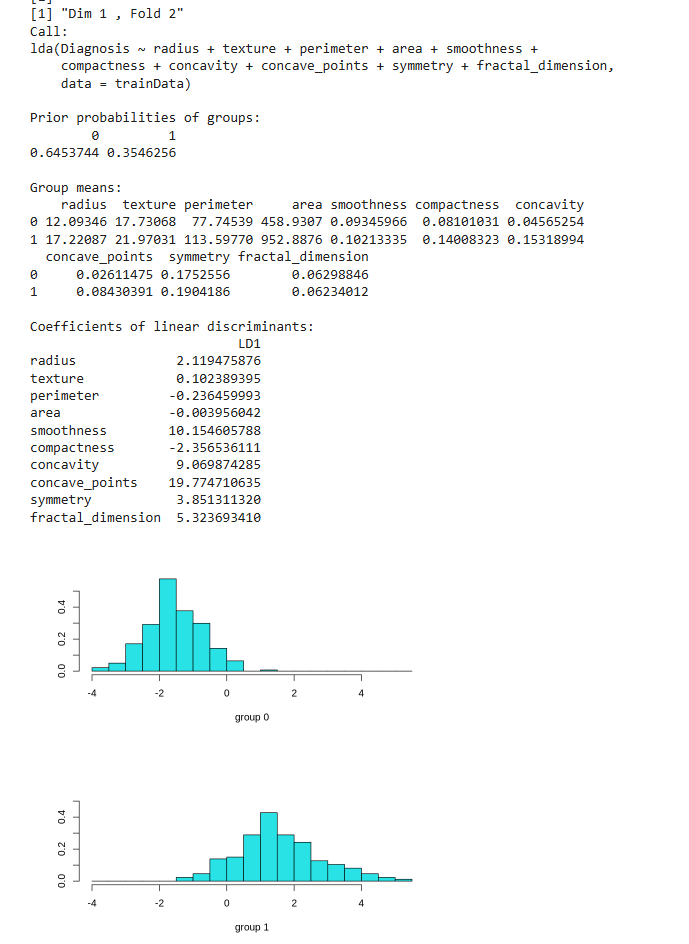 [1] "Dim 1 , Fold 2"
Call:
lda(Diagnosis ~ radius + texture + perimeter + area + smoothness +
    compactness + concavity + concave_points + symmetry + fractal_dimension,
    data = trainData)
Prior probabilities of groups:
        0         1
0.6453744 0.3546256
Group means:
    radius  texture perimeter     area smoothness compactness  concavity
0 12.09346 17.73068  77.74539 458.9307 0.09345966  0.08101031 0.04565254
1 17.22087 21.97031 113.59770 952.8876 0.10213335  0.14008323 0.15318994
  concave_points  symmetry fractal_dimension
0     0.02611475 0.1752556        0.06298846
1     0.08430391 0.1904186        0.06234012
Coefficients of linear discriminants:
                           LD1
radius             2.119475876
texture            0.102389395
perimeter         -0.236459993
area              -0.003956042
smoothness        10.154605788
compactness       -2.356536111
concavity          9.069874285
concave_points    19.774710635
symmetry           3.851311320
fractal_dimension  5.323693410
0.4
0.2
0.0
-4 -2 0 2 4
group 0
0.4
0.2
0.0
-4 -2 0 2 4
group 1